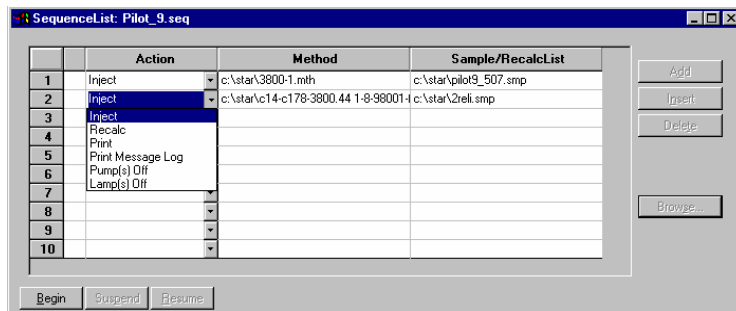 SequenceList: Pilot_9.seq
Action Method Sample/RecalcList
1 Inject c:\star\3800-1.mth c:\star\pilot9_507.smp
2 Inject c:\star\c14-c178-3800.44 1-8-98001-( c:\star\2reli.smp
3 Inject
Recalc
4 Print
5 Print Message Log
6 Pump(s) Off
7 Lamp(s) Off
8
9
10
Add
Insert
Delete
Browse...
Begin Suspend Resume